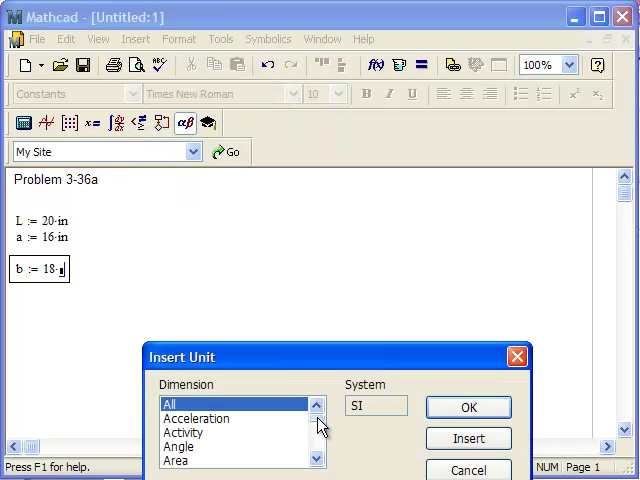 Mathcad - [Untitled:1]
File Edit View Insert Format Tools Symbolics Window Help
100%
Constants Times New Roman 10 B I U
My Site Go
Problem 3-36a
L := 20·in
a := 16·in
b := 18·
Insert Unit
Dimension System
All SI OK
Acceleration
Activity
Angle Insert
Area
Cancel
Press F1 for help. NUM Page 1